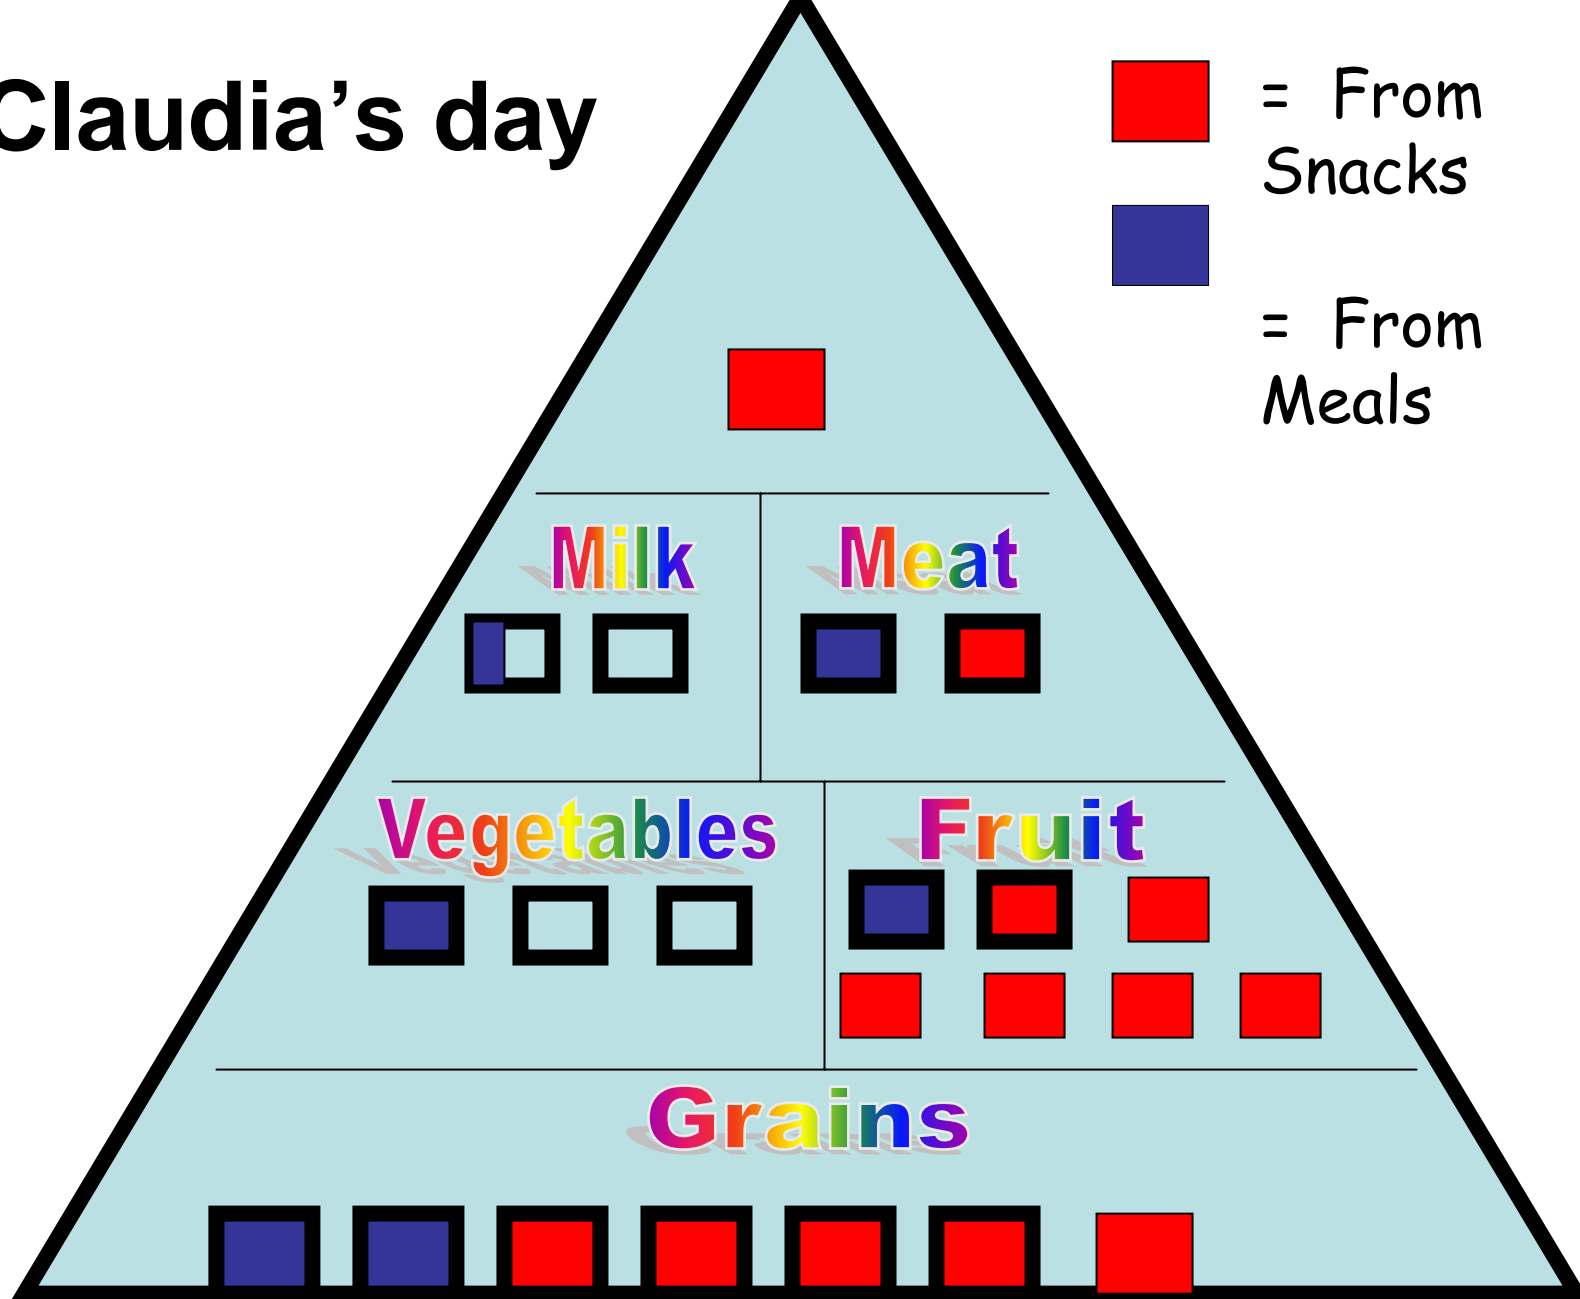 Claudia’s day
= From
Snacks
= From
Meals
Milk
Meat
Vegetables
Fruit
Grains